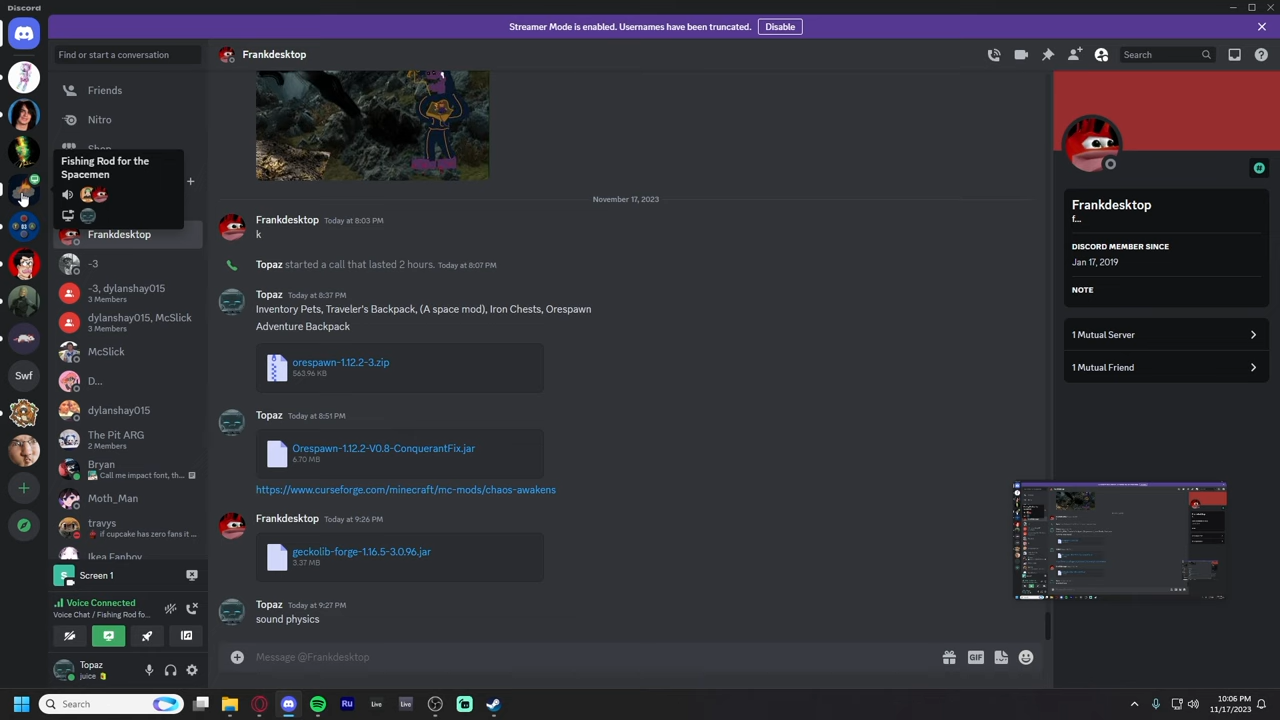 Discord
Streamer Mode is enabled. Usernames have been truncated.
Disable
Find or start a conversation
Frankdesktop
Search
Friends
Nitro
Shop
Fishing Rod for the
Spacemen
Frankdesktop
-3
-3, dylanshay015
3 Members
dylanshay015, McSlick
3 Members
McSlick
D...
dylanshay015
The Pit ARG
2 Members
Bryan
Call me impact font, th...
Moth_Man
travys
if cupcake has zero fans it ...
Ikea Fanboy
Swf
03
Screen 1
Voice Connected
Voice Chat / Fishing Rod fo...
Topaz
juice
November 17, 2023
Frankdesktop Today at 8:03 PM
k
Topaz started a call that lasted 2 hours. Today at 8:07 PM
Topaz Today at 8:37 PM
Inventory Pets, Traveler's Backpack, (A space mod), Iron Chests, Orespawn
Adventure Backpack
orespawn-1.12.2-3.zip
563.96 KB
Topaz Today at 8:51 PM
Orespawn-1.12.2-V0.8-ConquerantFix.jar
6.70 MB
https://www.curseforge.com/minecraft/mc-mods/chaos-awakens
Frankdesktop Today at 9:26 PM
geckolib-forge-1.16.5-3.0.96.jar
3.37 MB
Topaz Today at 9:27 PM
sound physics
Message @Frankdesktop
GIF
Frankdesktop
f...
DISCORD MEMBER SINCE
Jan 17, 2019
NOTE
1 Mutual Server
1 Mutual Friend
Search
Ru
Live
Live
10:06 PM
11/17/2023